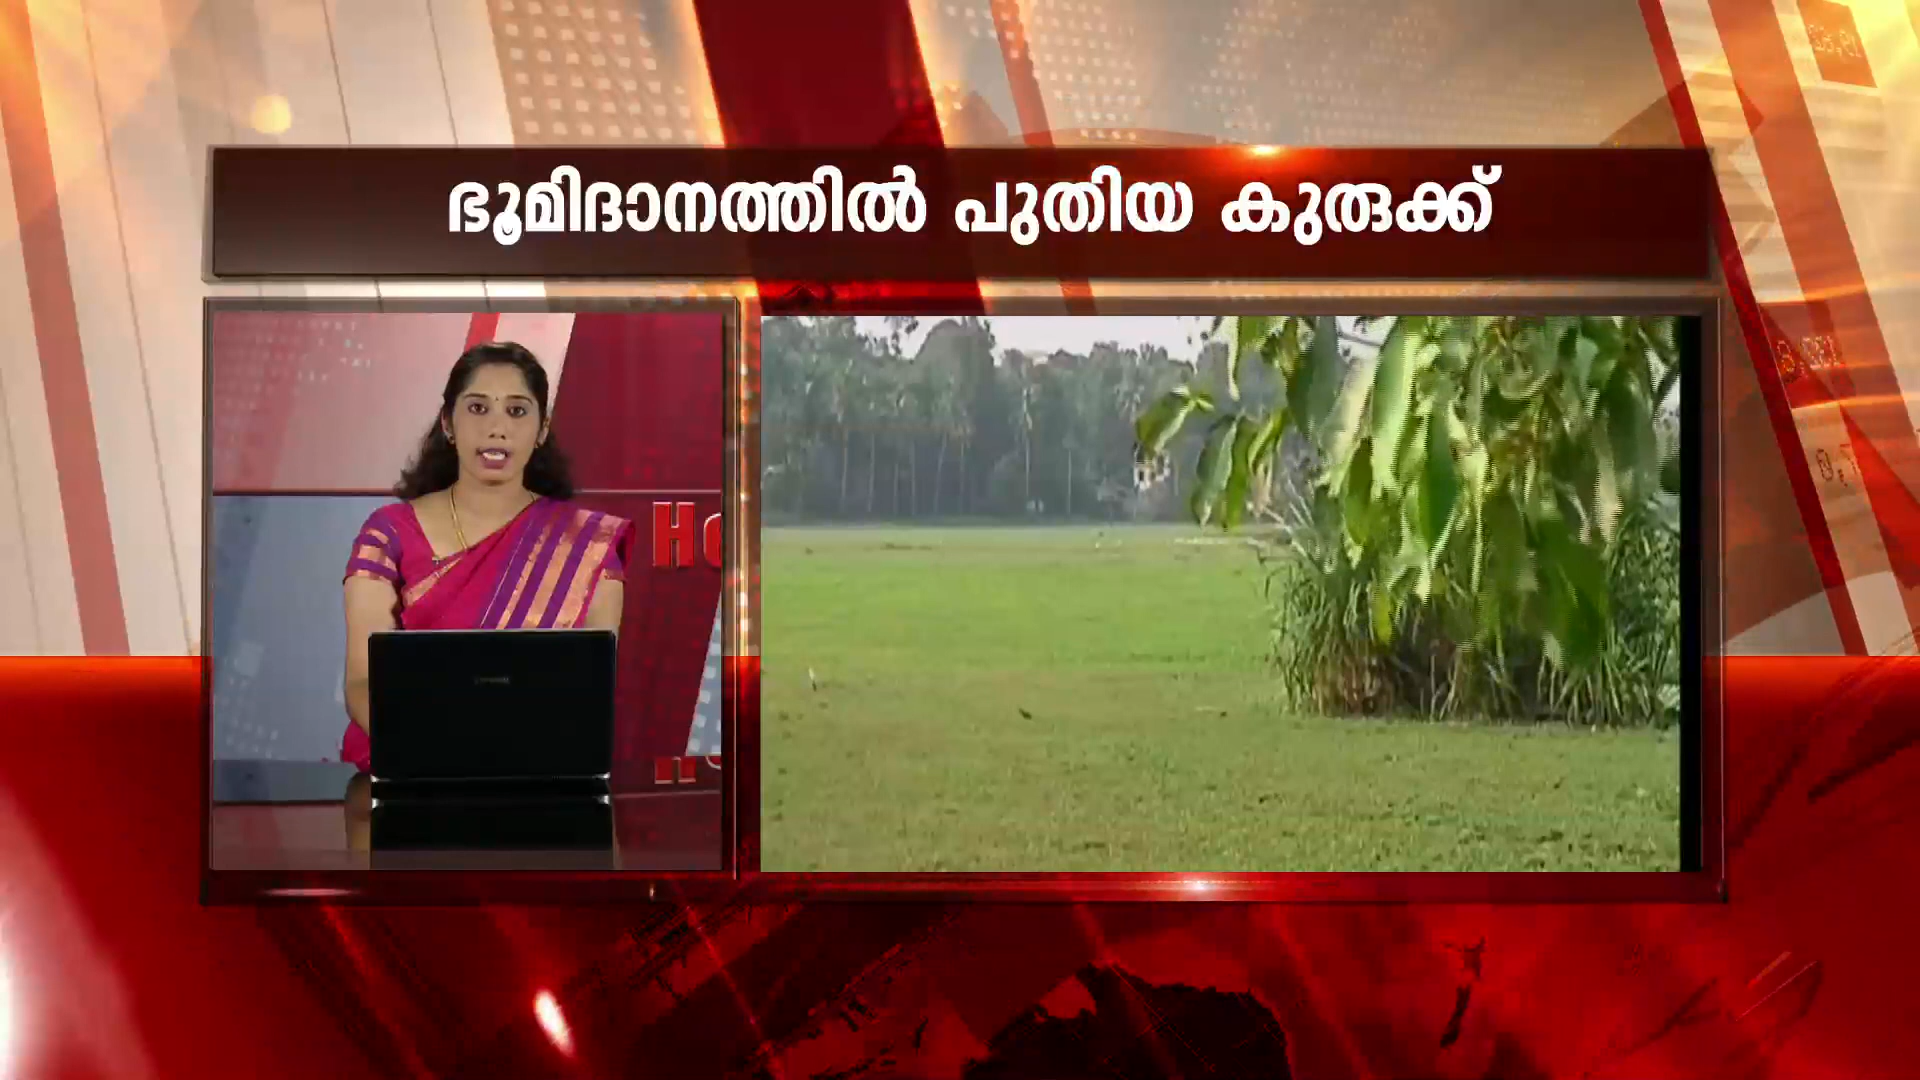 ഭൂമിദാനത്തിൽ പുതിയ കുരുക്ക്